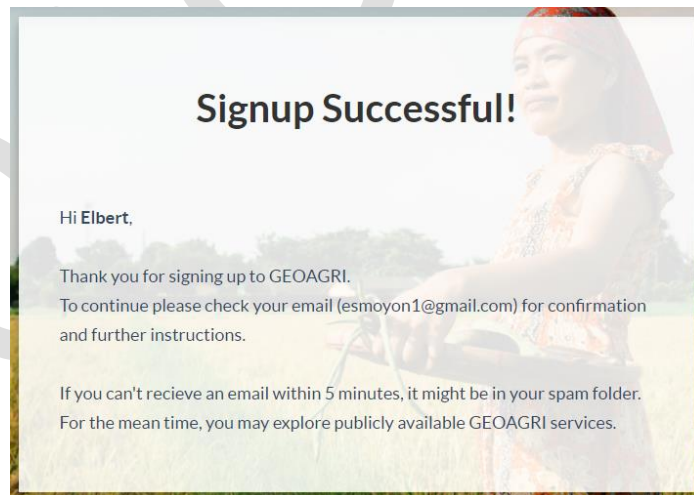 Signup Successful!
Hi Elbert,
Thank you for signing up to GEOAGRI.
To continue please check your email (esmoyon1@gmail.com) for confirmation
and further instructions.
If you can't recieve an email within 5 minutes, it might be in your spam folder.
For the mean time, you may explore publicly available GEOAGRI services.